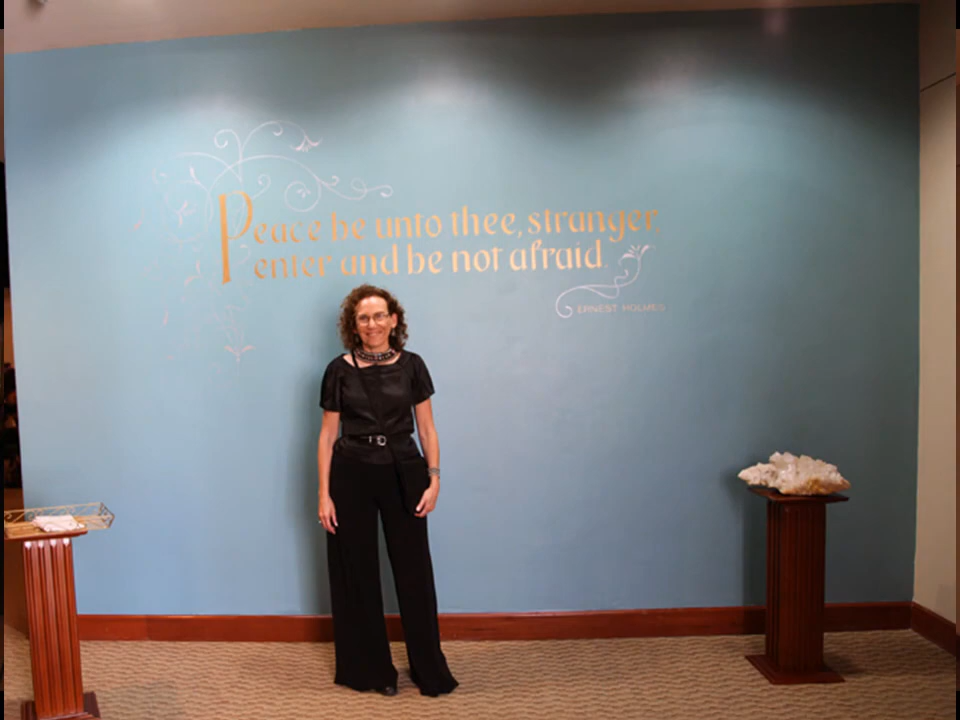 Peace be unto thee, stranger,
enter and be not afraid.
ERNEST HOLMES